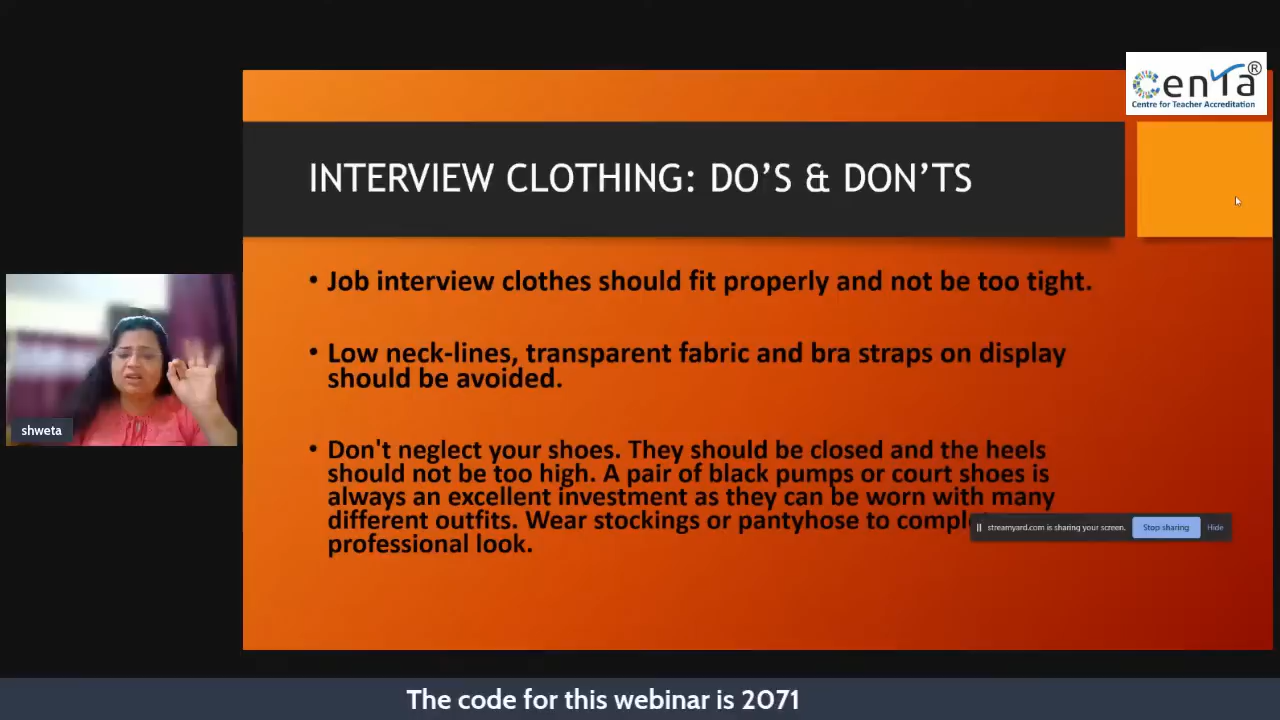 CenTa®
Centre for Teacher Accreditation
INTERVIEW CLOTHING: DO’S & DON’TS
• Job interview clothes should fit properly and not be too tight.
• Low neck-lines, transparent fabric and bra straps on display
should be avoided.
• Don't neglect your shoes. They should be closed and the heels
should not be too high. A pair of black pumps or court shoes is
always an excellent investment as they can be worn with many
different outfits. Wear stockings or pantyhose to
professional look.
streamyard.com is sharing your screen. Stop sharing Hide
shweta
The code for this webinar is 2071